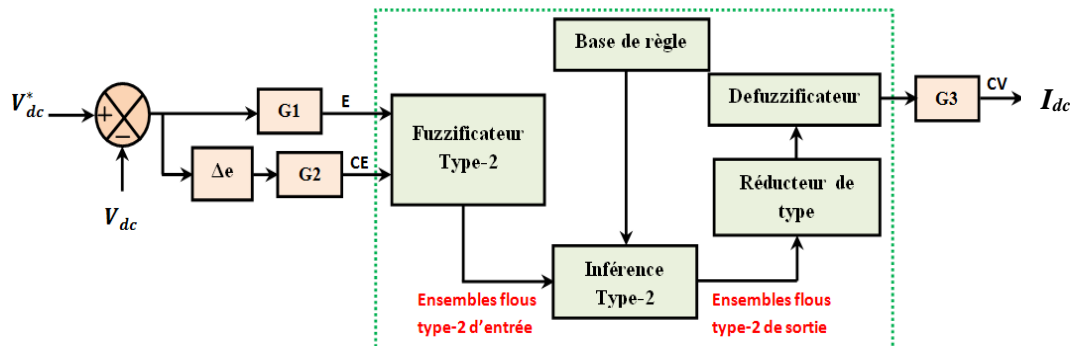 Base de règle
V*dc
+
−
Vdc
G1
E
Δe
G2
CE
Fuzzificateur
Type-2
Ensembles flous
type-2 d'entrée
Inférence
Type-2
Ensembles flous
type-2 de sortie
Réducteur de
type
Defuzzificateur
G3
CV
Idc